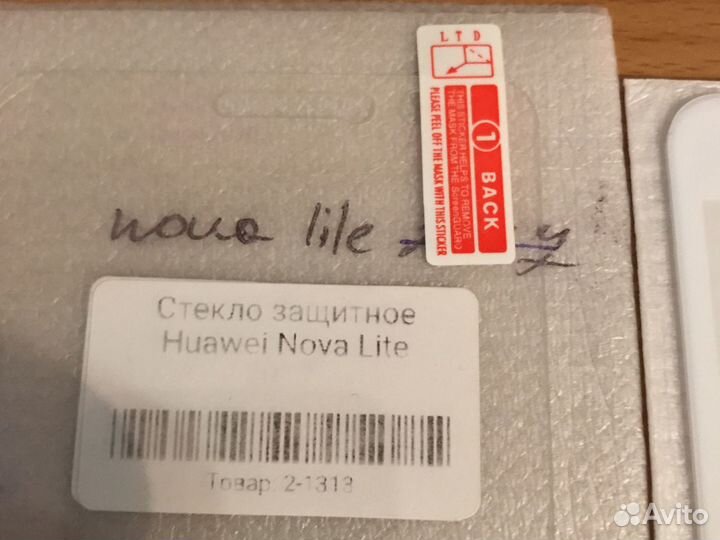 LTD
1 BACK
THIS STICKER HELPS TO REMOVE
THE MASK FROM THE ScreenGUARD
PLEASE PEEL OFF THE MASK WITH THIS STICKER
nova lite
Стекло защитное
Huawei Nova Lite
Товар: 2-1313
Avito